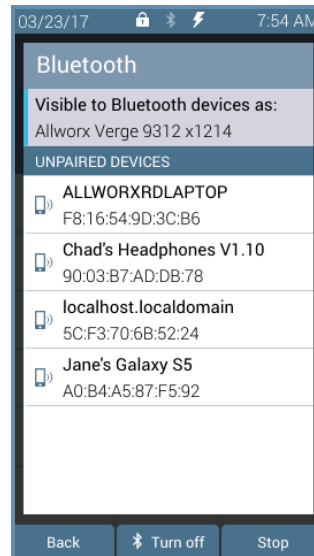 03/23/17 7:54 AM
Bluetooth
Visible to Bluetooth devices as:
Allworx Verge 9312 x1214
UNPAIRED DEVICES
ALLWORXRDLAPTOP
F8:16:54:9D:3C:B6
Chad's Headphones V1.10
90:03:B7:AD:DB:78
localhost.localdomain
5C:F3:70:6B:52:24
Jane's Galaxy S5
A0:B4:A5:87:F5:92
Back Turn off Stop